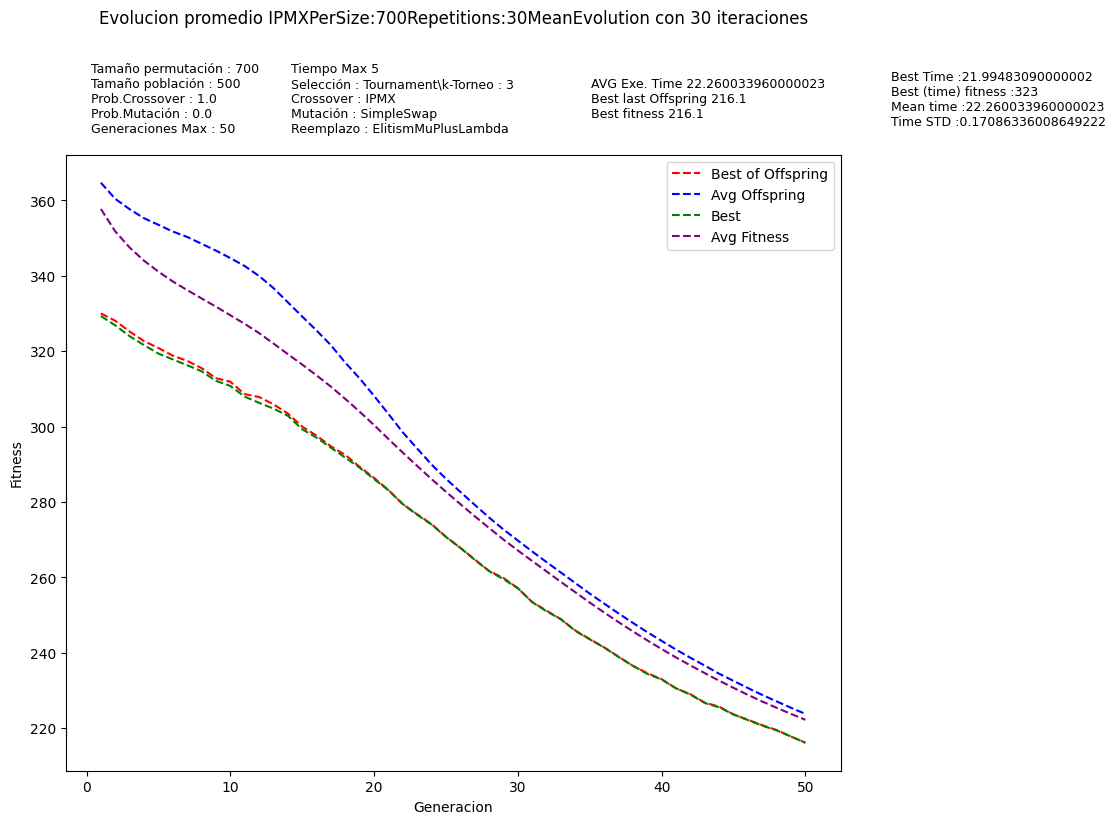 Evolucion promedio IPMXPerSize:700Repetitions:30MeanEvolution con 30 iteraciones
Tamaño permutación : 700
Tamaño población : 500
Prob.Crossover : 1.0
Prob.Mutación : 0.0
Generaciones Max : 50
Tiempo Max 5
Selección : Tournament\k-Torneo : 3
Crossover : IPMX
Mutación : SimpleSwap
Reemplazo : ElitismMuPlusLambda
AVG Exe. Time 22.260033960000023
Best last Offspring 216.1
Best fitness 216.1
Best Time :21.99483090000002
Best (time) fitness :323
Mean time :22.260033960000023
Time STD :0.17086336008649222
Best of Offspring
Avg Offspring
Best
Avg Fitness
Fitness
360
340
320
300
280
260
240
220
0
10
20
30
40
50
Generacion